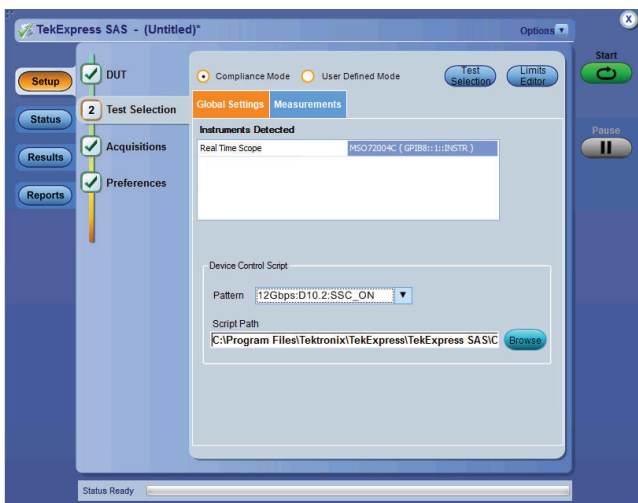 TekExpress SAS - (Untitled)*
Options
x
Start
Pause
Setup
Status
Results
Reports
DUT
2 Test Selection
Acquisitions
Preferences
Compliance Mode User Defined Mode
Test Selection
Limits Editor
Global Settings Measurements
Instruments Detected
Real Time Scope MSO72004C ( GPIB8::1::INSTR )
Device Control Script
Pattern 12Gbps:D10.2:SSC_ON
Script Path
C:\Program Files\Tektronix\TekExpress\TekExpress SAS\C Browse
Status Ready